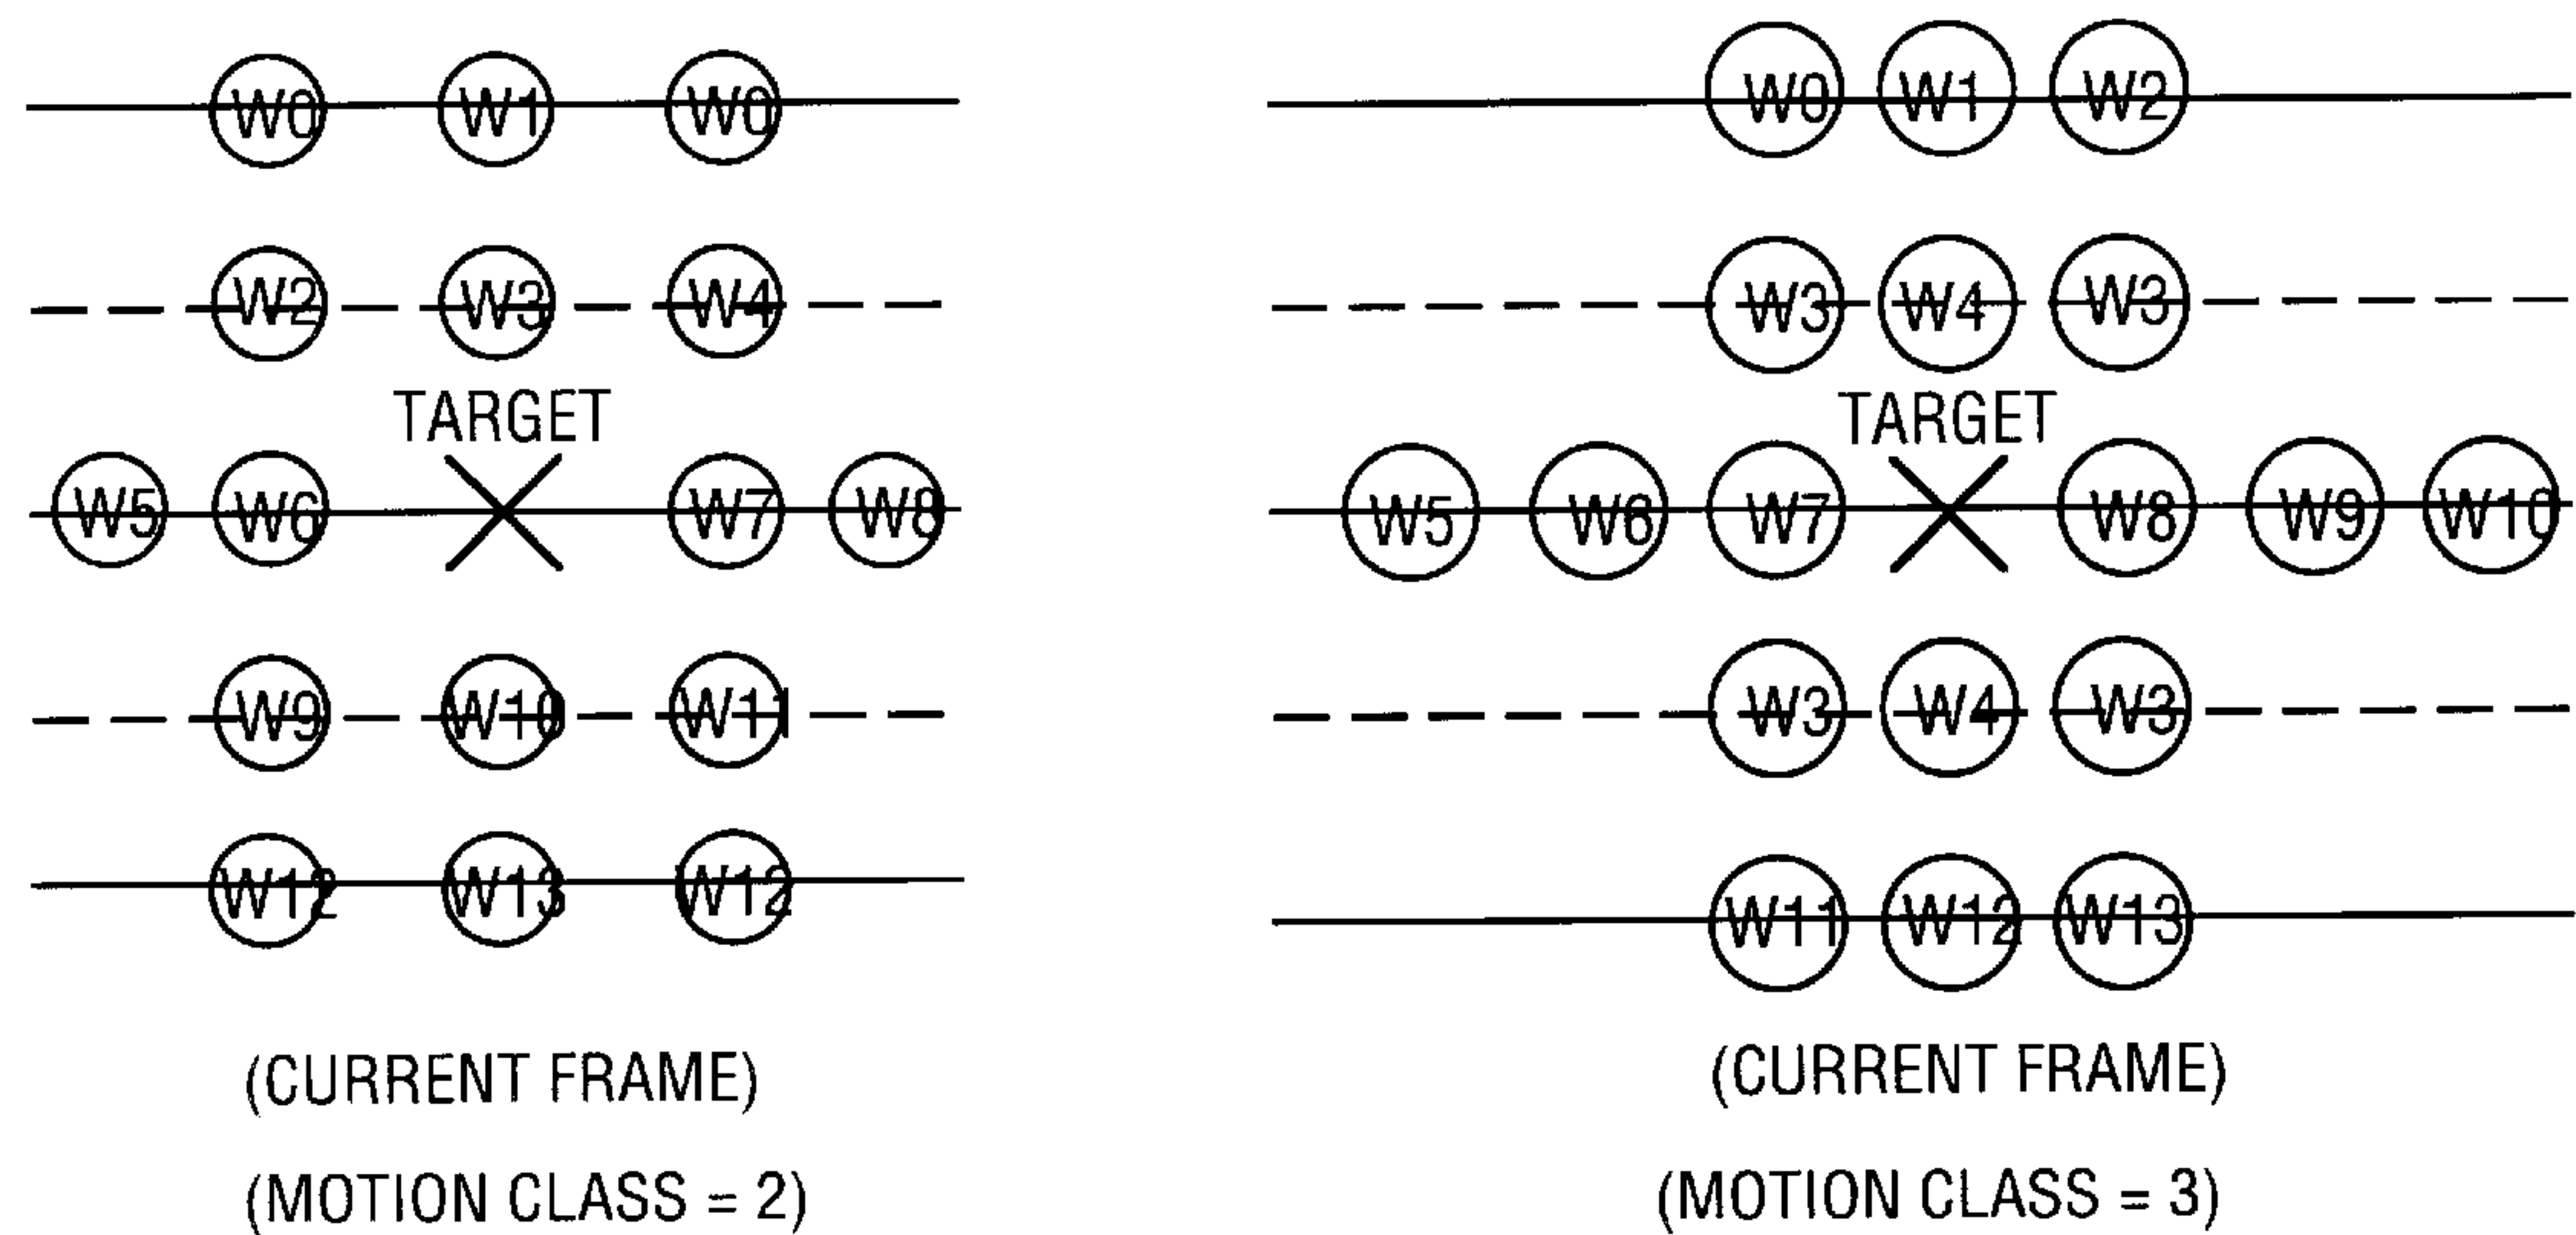 W0 W1 W0
W2 W3 W4
TARGET
W5 W6 W7 W8
W9 W10 W11
W12 W13 W12
(CURRENT FRAME)
(MOTION CLASS = 2)
W0 W1 W2
W3 W4 W3
TARGET
W5 W6 W7 W8 W9 W10
W3 W4 W3
W11 W12 W13
(CURRENT FRAME)
(MOTION CLASS = 3)